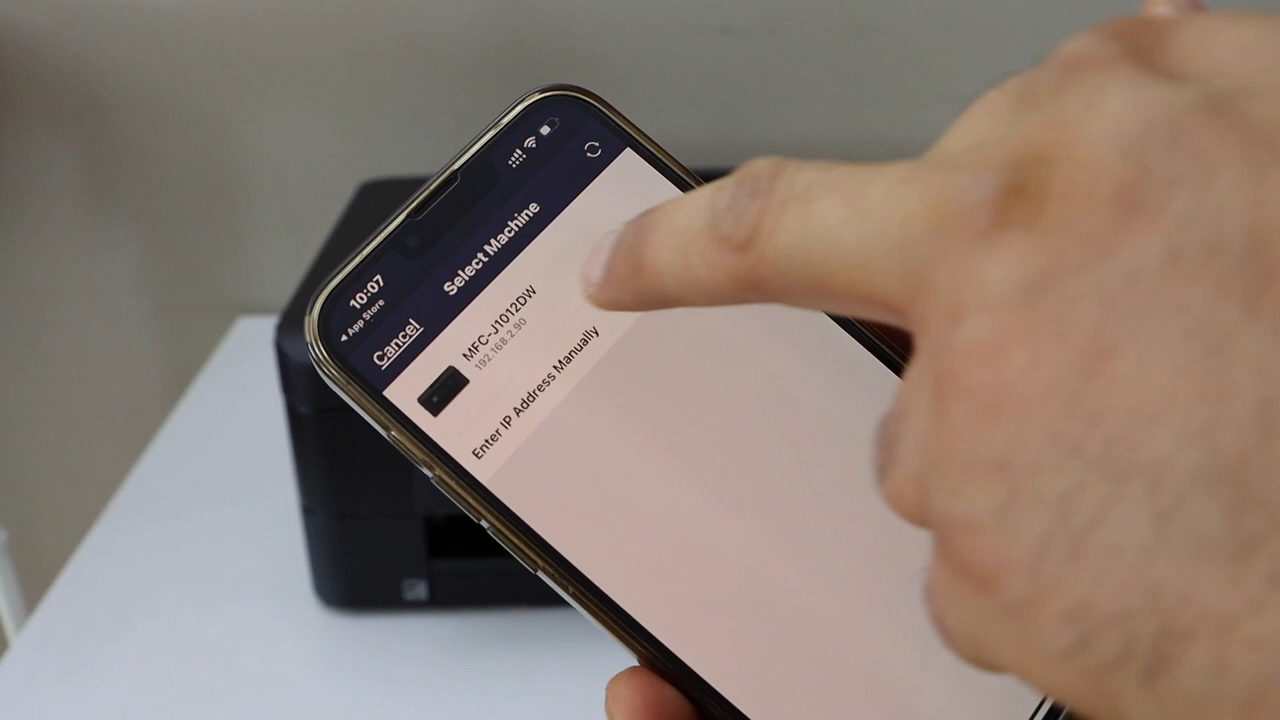 10:07
◀ App Store
Cancel
Select Machine
MFC-J1012DW
192.168.2.90
Enter IP Address Manually